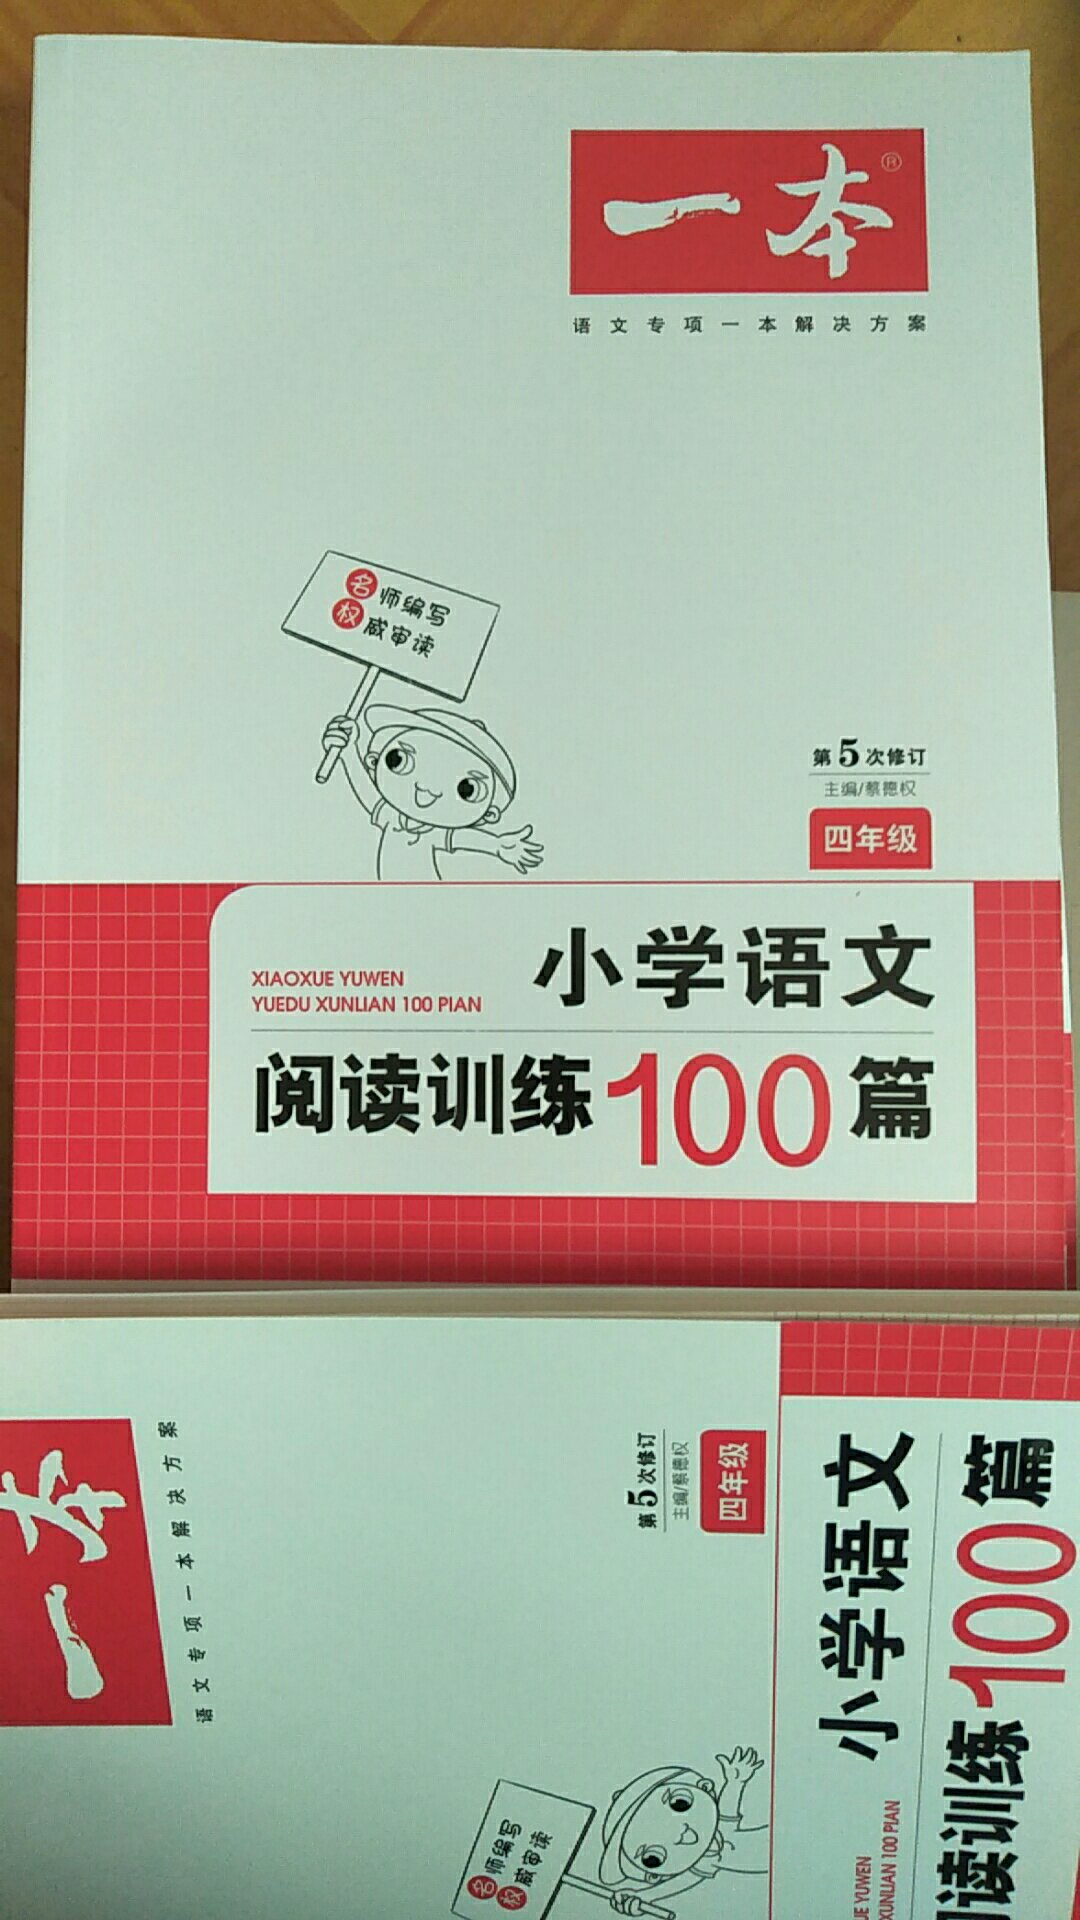 一本®
语文专项一本解决方案
名师编写
权威审读
第5次修订
主编/蔡德权
四年级
XIAOXUE YUWEN
YUEDU XUNLIAN 100 PIAN
小学语文
阅读训练100篇
一本
语文专项一本解决方案
第5次修订
主编/蔡德权
四年级
小学语文
读训练100篇
YUWEN
XUNLIAN 100 PIAN
名师编写
权威审读